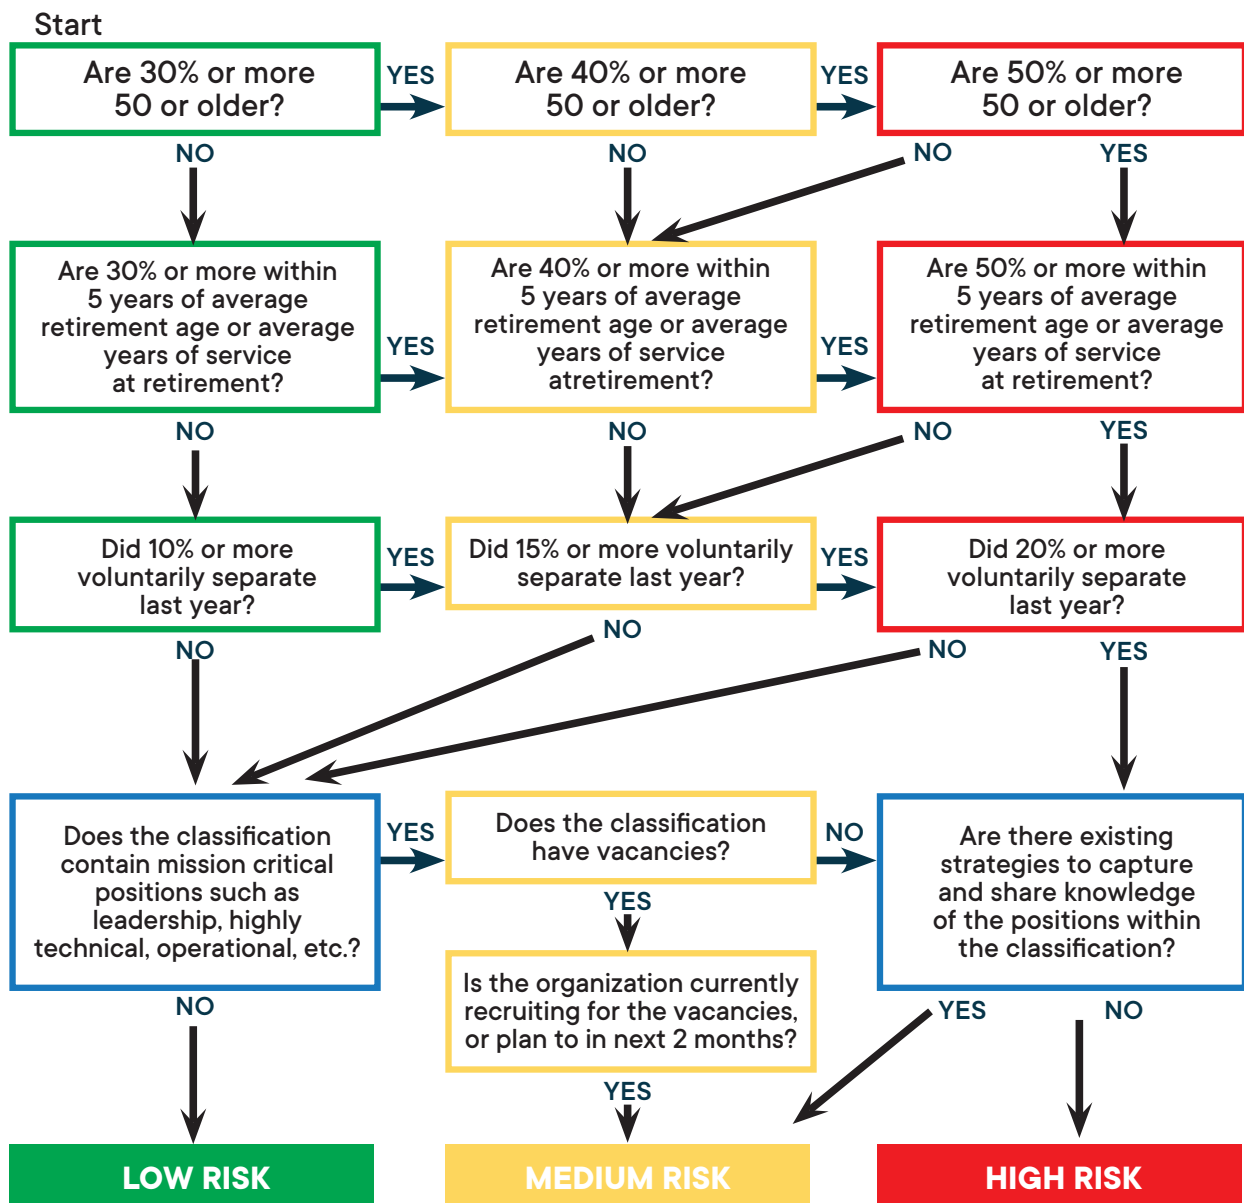 Start
Are 30% or more
50 or older?
YES
Are 40% or more
50 or older?
YES
Are 50% or more
50 or older?
NO
NO
NO
YES
Are 30% or more within
5 years of average
retirement age or average
years of service
at retirement?
YES
Are 40% or more within
5 years of average
retirement age or average
years of service
atretirement?
YES
Are 50% or more within
5 years of average
retirement age or average
years of service
at retirement?
NO
NO
NO
YES
Did 10% or more
voluntarily separate
last year?
YES
Did 15% or more voluntarily
separate last year?
YES
Did 20% or more
voluntarily separate
last year?
NO
NO
NO
YES
Does the classification
contain mission critical
positions such as
leadership, highly
technical, operational, etc.?
YES
Does the classification
have vacancies?
NO
Are there existing
strategies to capture
and share knowledge
of the positions within
the classification?
YES
Is the organization currently
recruiting for the vacancies,
or plan to in next 2 months?
NO
YES
YES
NO
LOW RISK
MEDIUM RISK
HIGH RISK